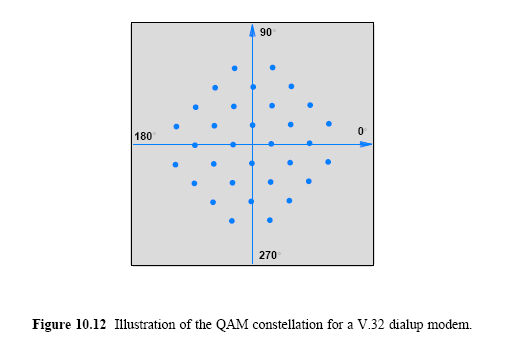 90°
180°
0°
270°
Figure 10.12 Illustration of the QAM constellation for a V.32 dialup modem.